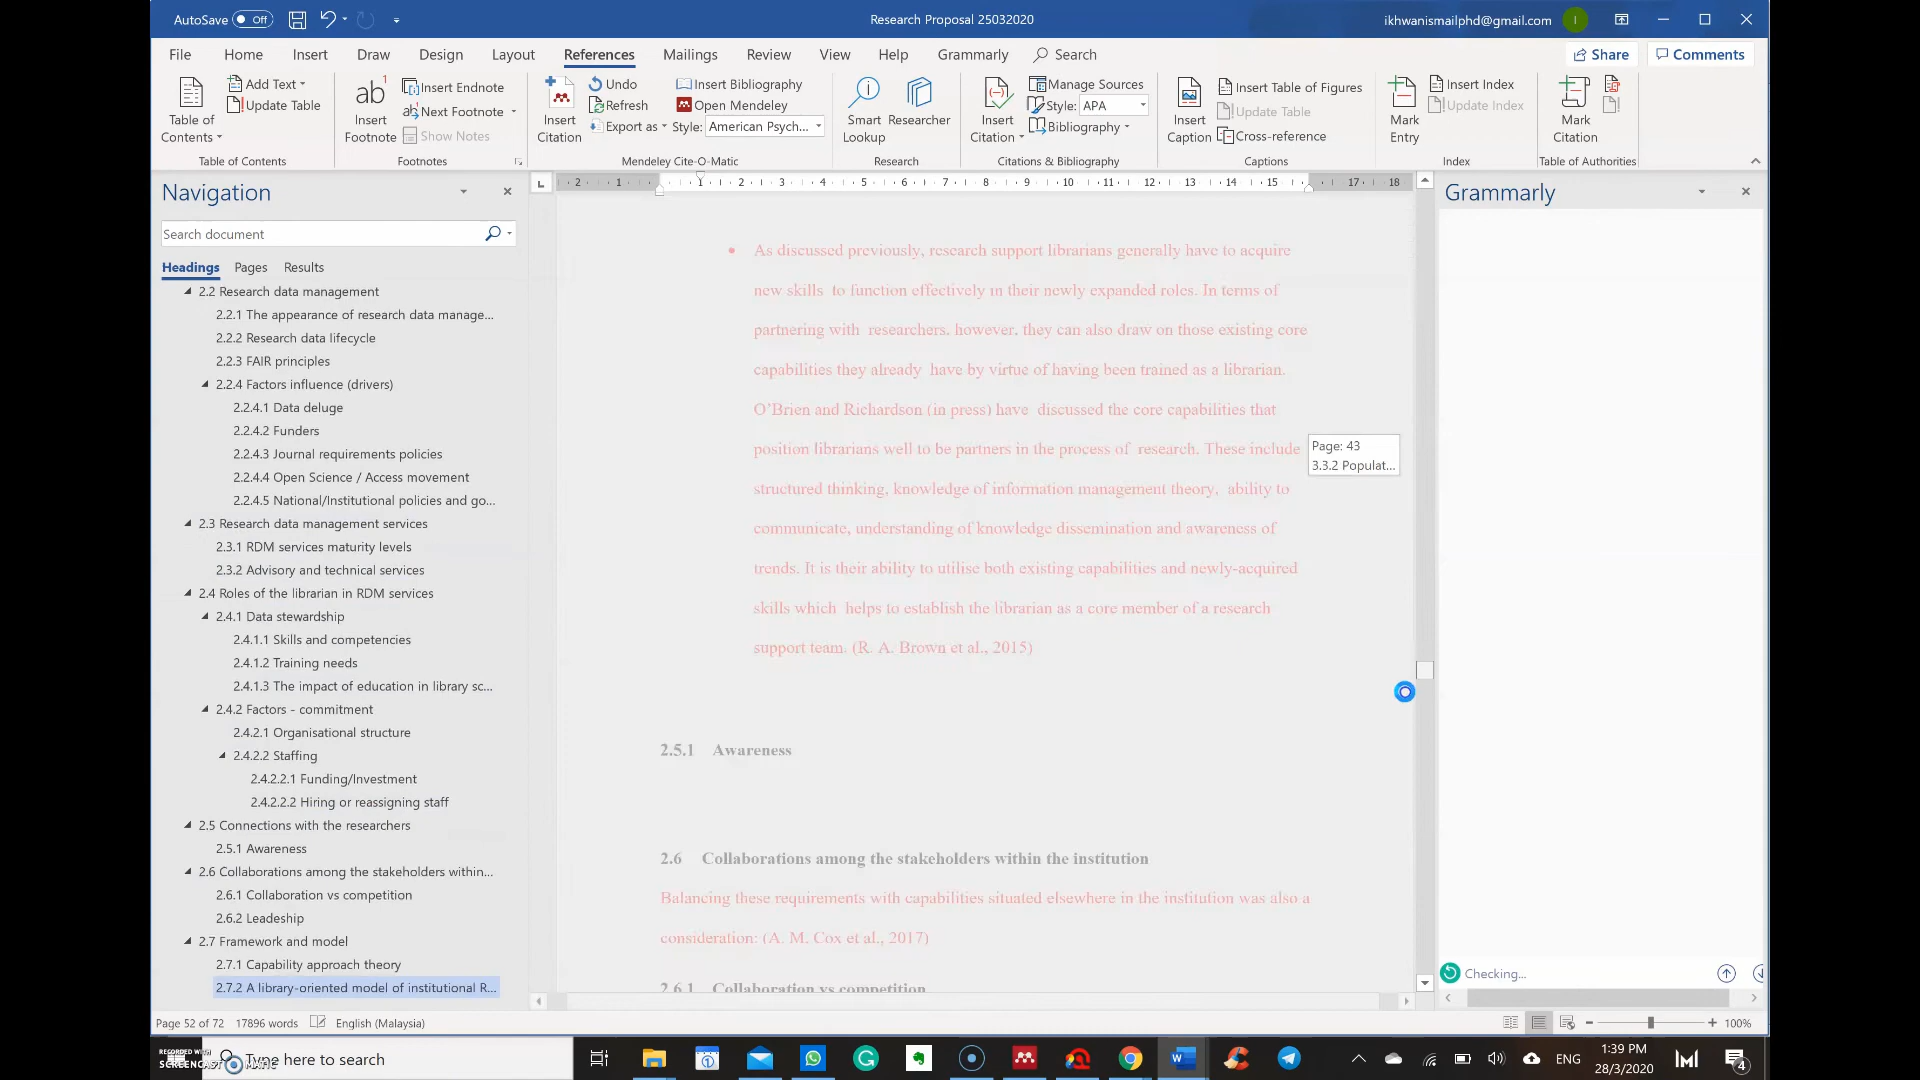 AutoSave Off
Research Proposal 25032020
ikhwanismailphd@gmail.com I
File Home Insert Draw Design Layout References Mailings Review View Help Grammarly Search Share Comments
Table of Contents
Add Text
Update Table
Table of Contents
ab1
Insert Footnote
Insert Endnote
Next Footnote
Show Notes
Footnotes
Insert Citation
Undo
Refresh
Export as
Insert Bibliography
Open Mendeley
Style: American Psych...
Mendeley Cite-O-Matic
Smart Lookup
Researcher
Research
Insert Citation
Manage Sources
Style: APA
Bibliography
Citations & Bibliography
Insert Caption
Insert Table of Figures
Update Table
Cross-reference
Captions
Mark Entry
Insert Index
Update Index
Index
Mark Citation
Table of Authorities
Navigation
Search document
Headings Pages Results
2.2 Research data management
2.2.1 The appearance of research data manage...
2.2.2 Research data lifecycle
2.2.3 FAIR principles
2.2.4 Factors influence (drivers)
2.2.4.1 Data deluge
2.2.4.2 Funders
2.2.4.3 Journal requirements policies
2.2.4.4 Open Science / Access movement
2.2.4.5 National/Institutional policies and go...
2.3 Research data management services
2.3.1 RDM services maturity levels
2.3.2 Advisory and technical services
2.4 Roles of the librarian in RDM services
2.4.1 Data stewardship
2.4.1.1 Skills and competencies
2.4.1.2 Training needs
2.4.1.3 The impact of education in library sc...
2.4.2 Factors - commitment
2.4.2.1 Organisational structure
2.4.2.2 Staffing
2.4.2.2.1 Funding/Investment
2.4.2.2.2 Hiring or reassigning staff
2.5 Connections with the researchers
2.5.1 Awareness
2.6 Collaborations among the stakeholders within...
2.6.1 Collaboration vs competition
2.6.2 Leadeship
2.7 Framework and model
2.7.1 Capability approach theory
2.7.2 A library-oriented model of institutional R...
2 1 1 2 3 4 5 6 7 8 9 10 11 12 13 14 15 17 18
• As discussed previously, research support librarians generally have to acquire
new skills to function effectively in their newly expanded roles. In terms of
partnering with researchers, however, they can also draw on those existing core
capabilities they already have by virtue of having been trained as a librarian.
O’Brien and Richardson (in press) have discussed the core capabilities that
position librarians well to be partners in the process of research. These include
structured thinking, knowledge of information management theory, ability to
communicate, understanding of knowledge dissemination and awareness of
trends. It is their ability to utilise both existing capabilities and newly-acquired
skills which helps to establish the librarian as a core member of a research
support team. (R. A. Brown et al., 2015)
Page: 43
3.3.2 Populat...
2.5.1 Awareness
2.6 Collaborations among the stakeholders within the institution
Balancing these requirements with capabilities situated elsewhere in the institution was also a
consideration: (A. M. Cox et al., 2017)
2.6.1 Collaboration vs competition
Grammarly
Checking...
Page 52 of 72 17896 words English (Malaysia) 100%
RECORDED WITH
SCREENCAST MATIC
Type here to search
ENG
1:39 PM
28/3/2020
4